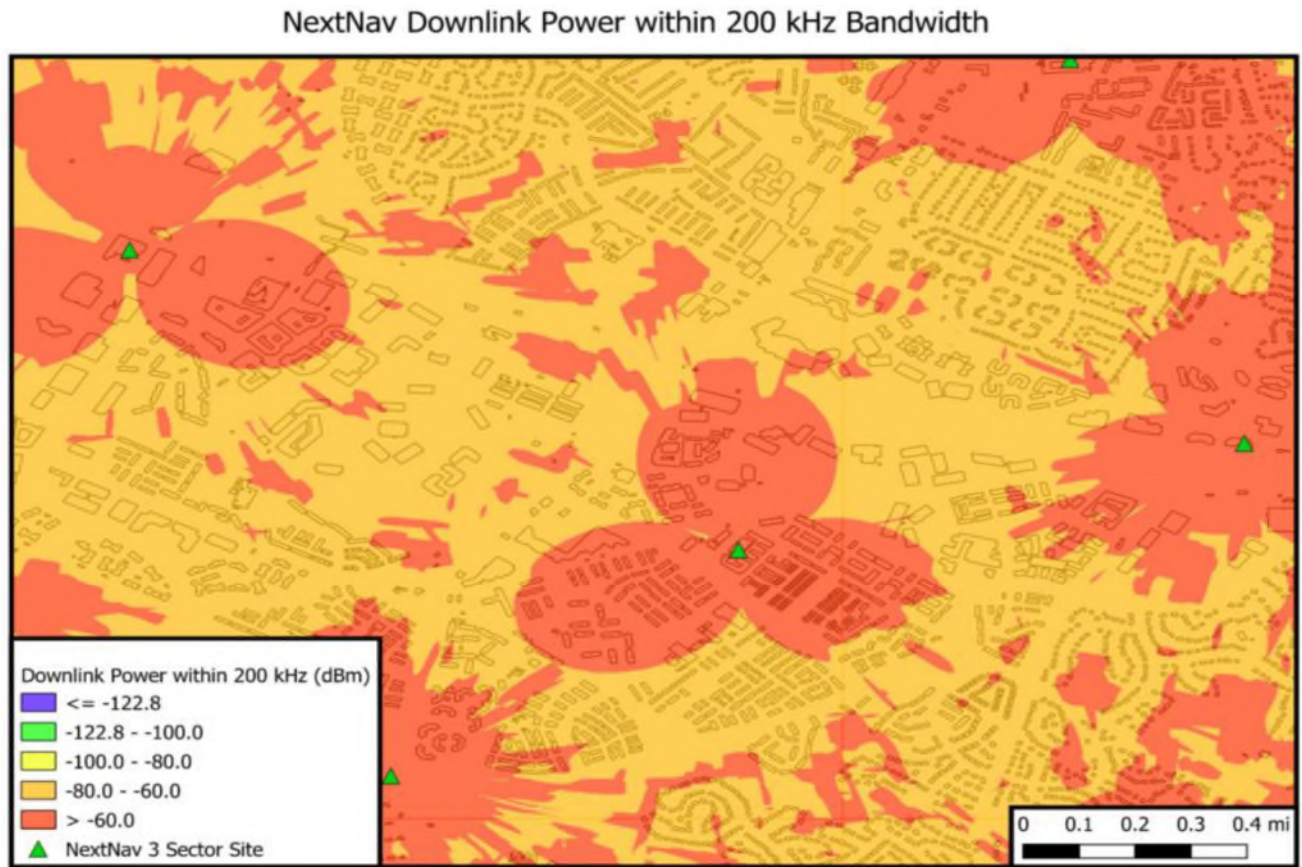 NextNav Downlink Power within 200 kHz Bandwidth
Downlink Power within 200 kHz (dBm)
<= -122.8
-122.8 - -100.0
-100.0 - -80.0
-80.0 - -60.0
> -60.0
NextNav 3 Sector Site
0 0.1 0.2 0.3 0.4 mi